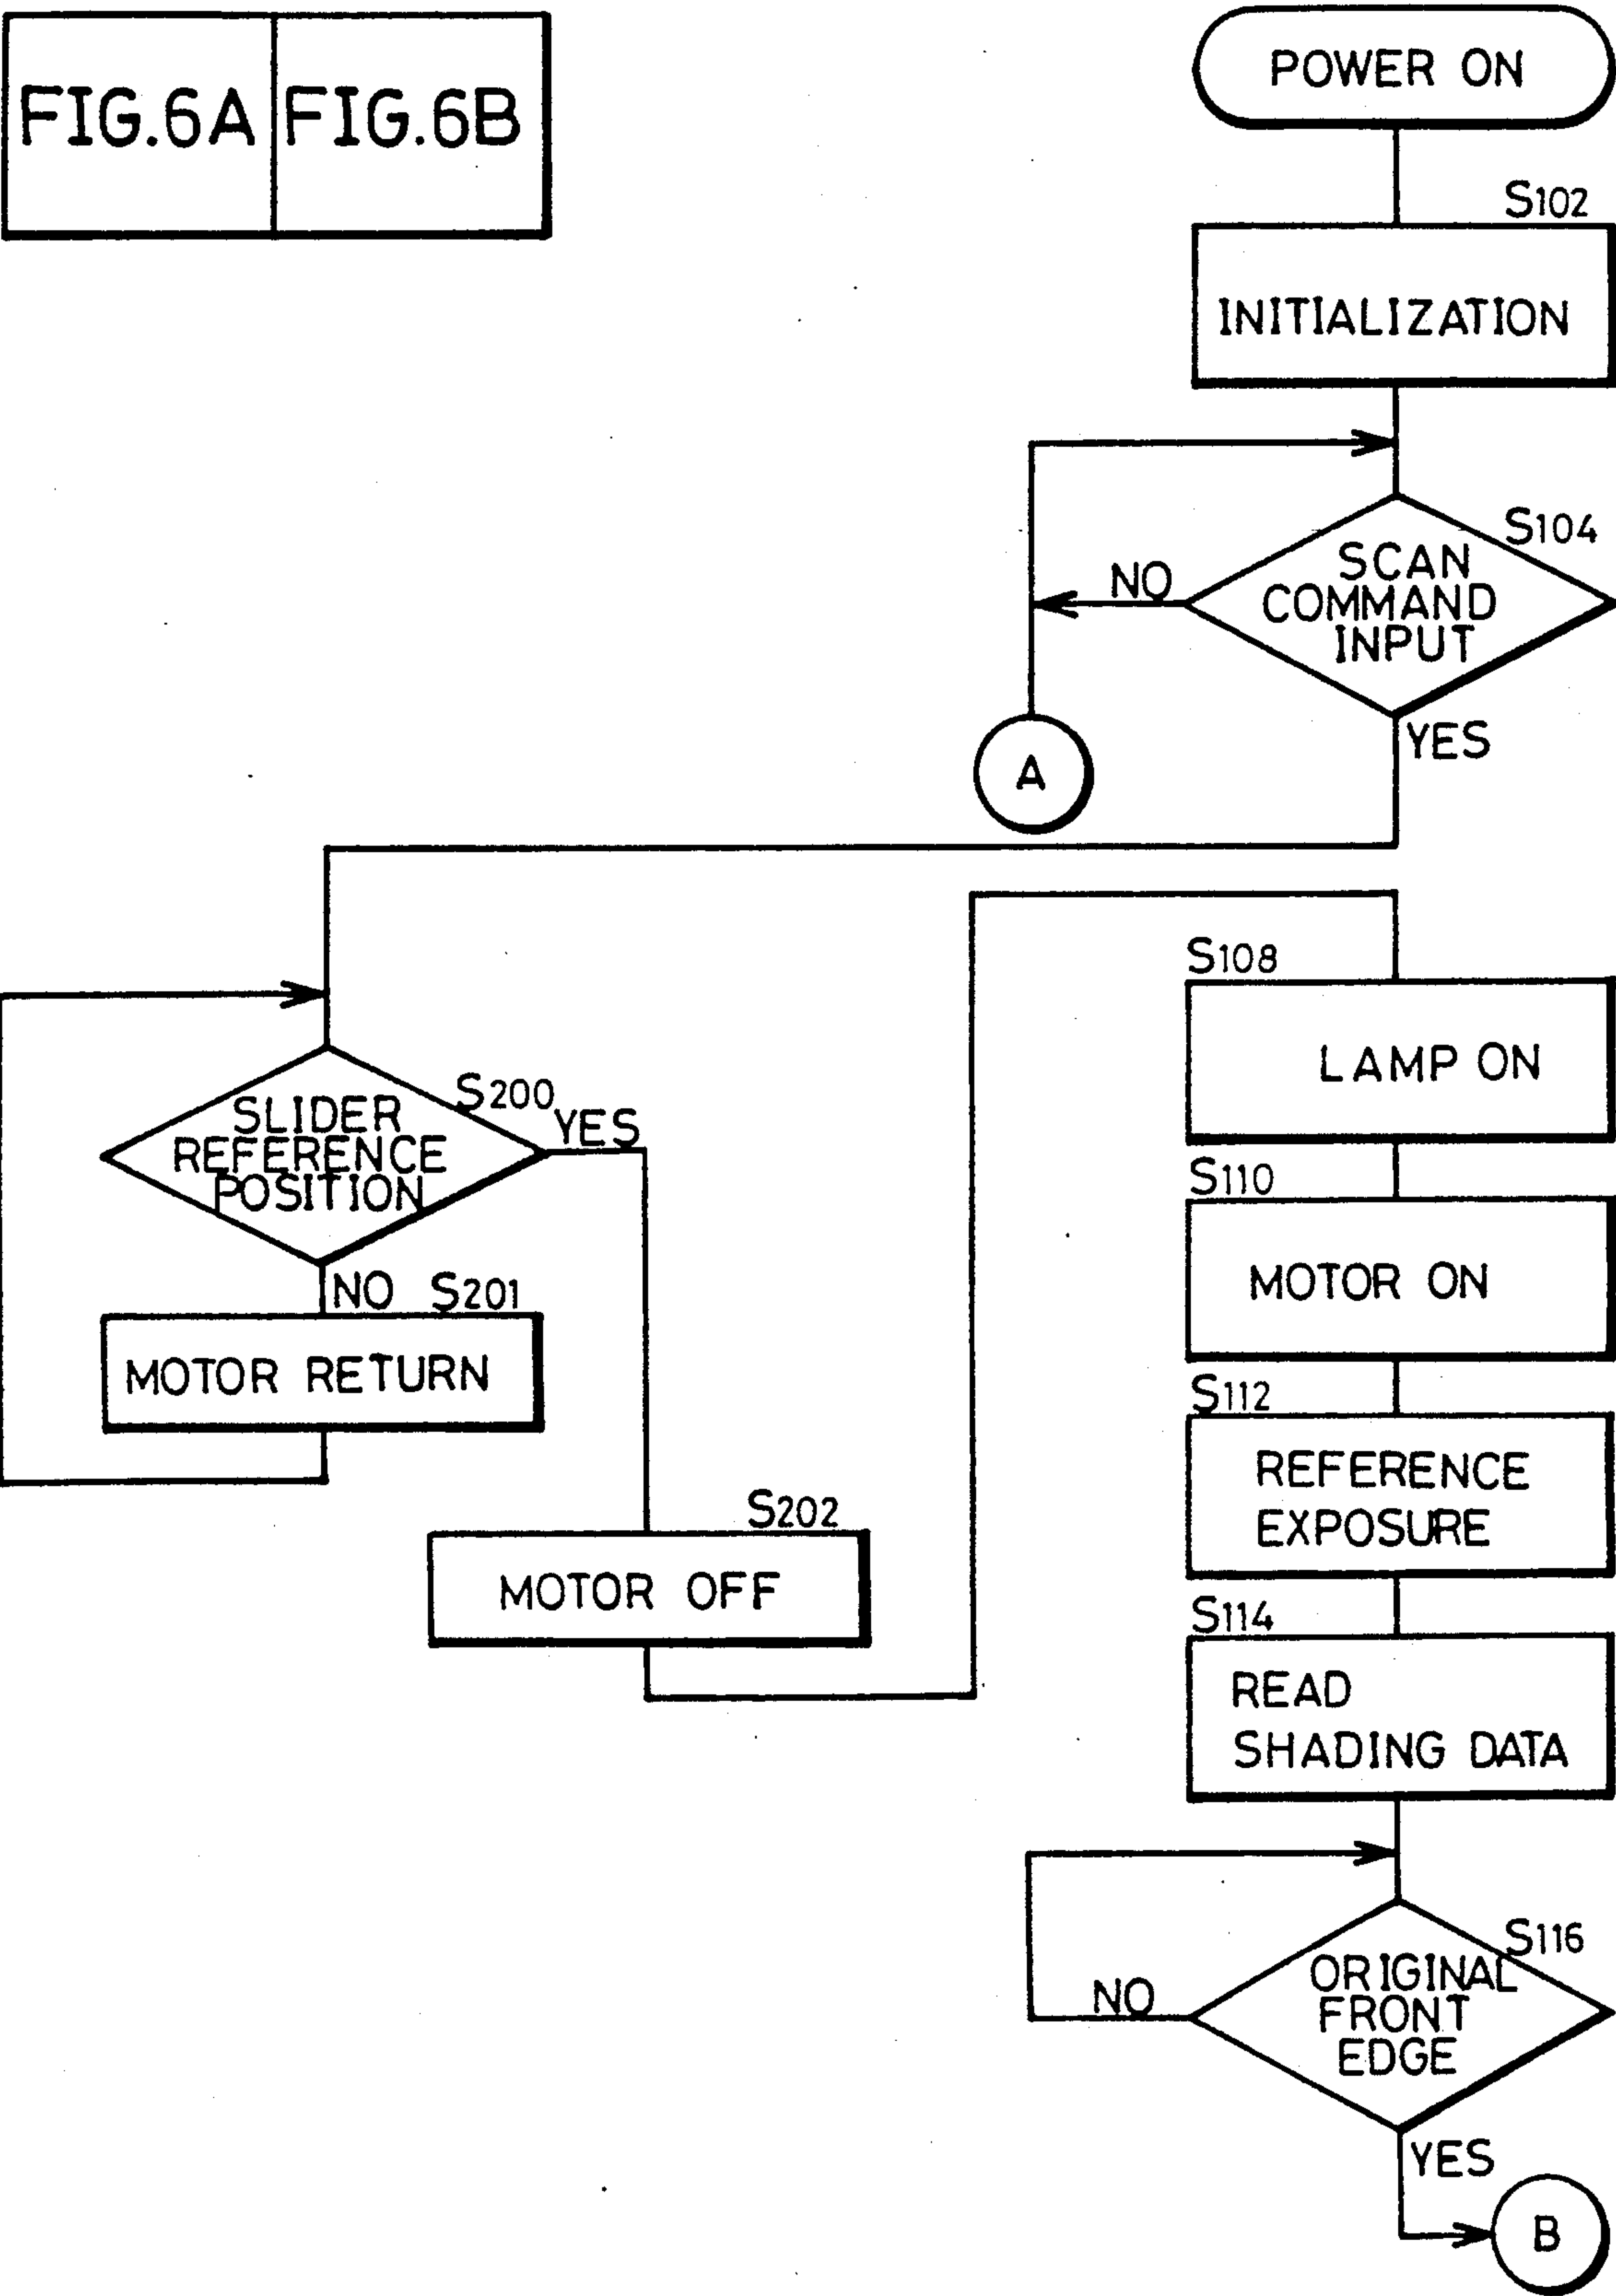 FIG.6A FIG.6B
POWER ON
S102
INITIALIZATION
S104
SCAN
COMMAND
INPUT
NO
YES
A
S200
SLIDER
REFERENCE
POSITION
YES
NO S201
MOTOR RETURN
S202
MOTOR OFF
S108
LAMP ON
S110
MOTOR ON
S112
REFERENCE
EXPOSURE
S114
READ
SHADING DATA
S116
ORIGINAL
FRONT
EDGE
NO
YES
B